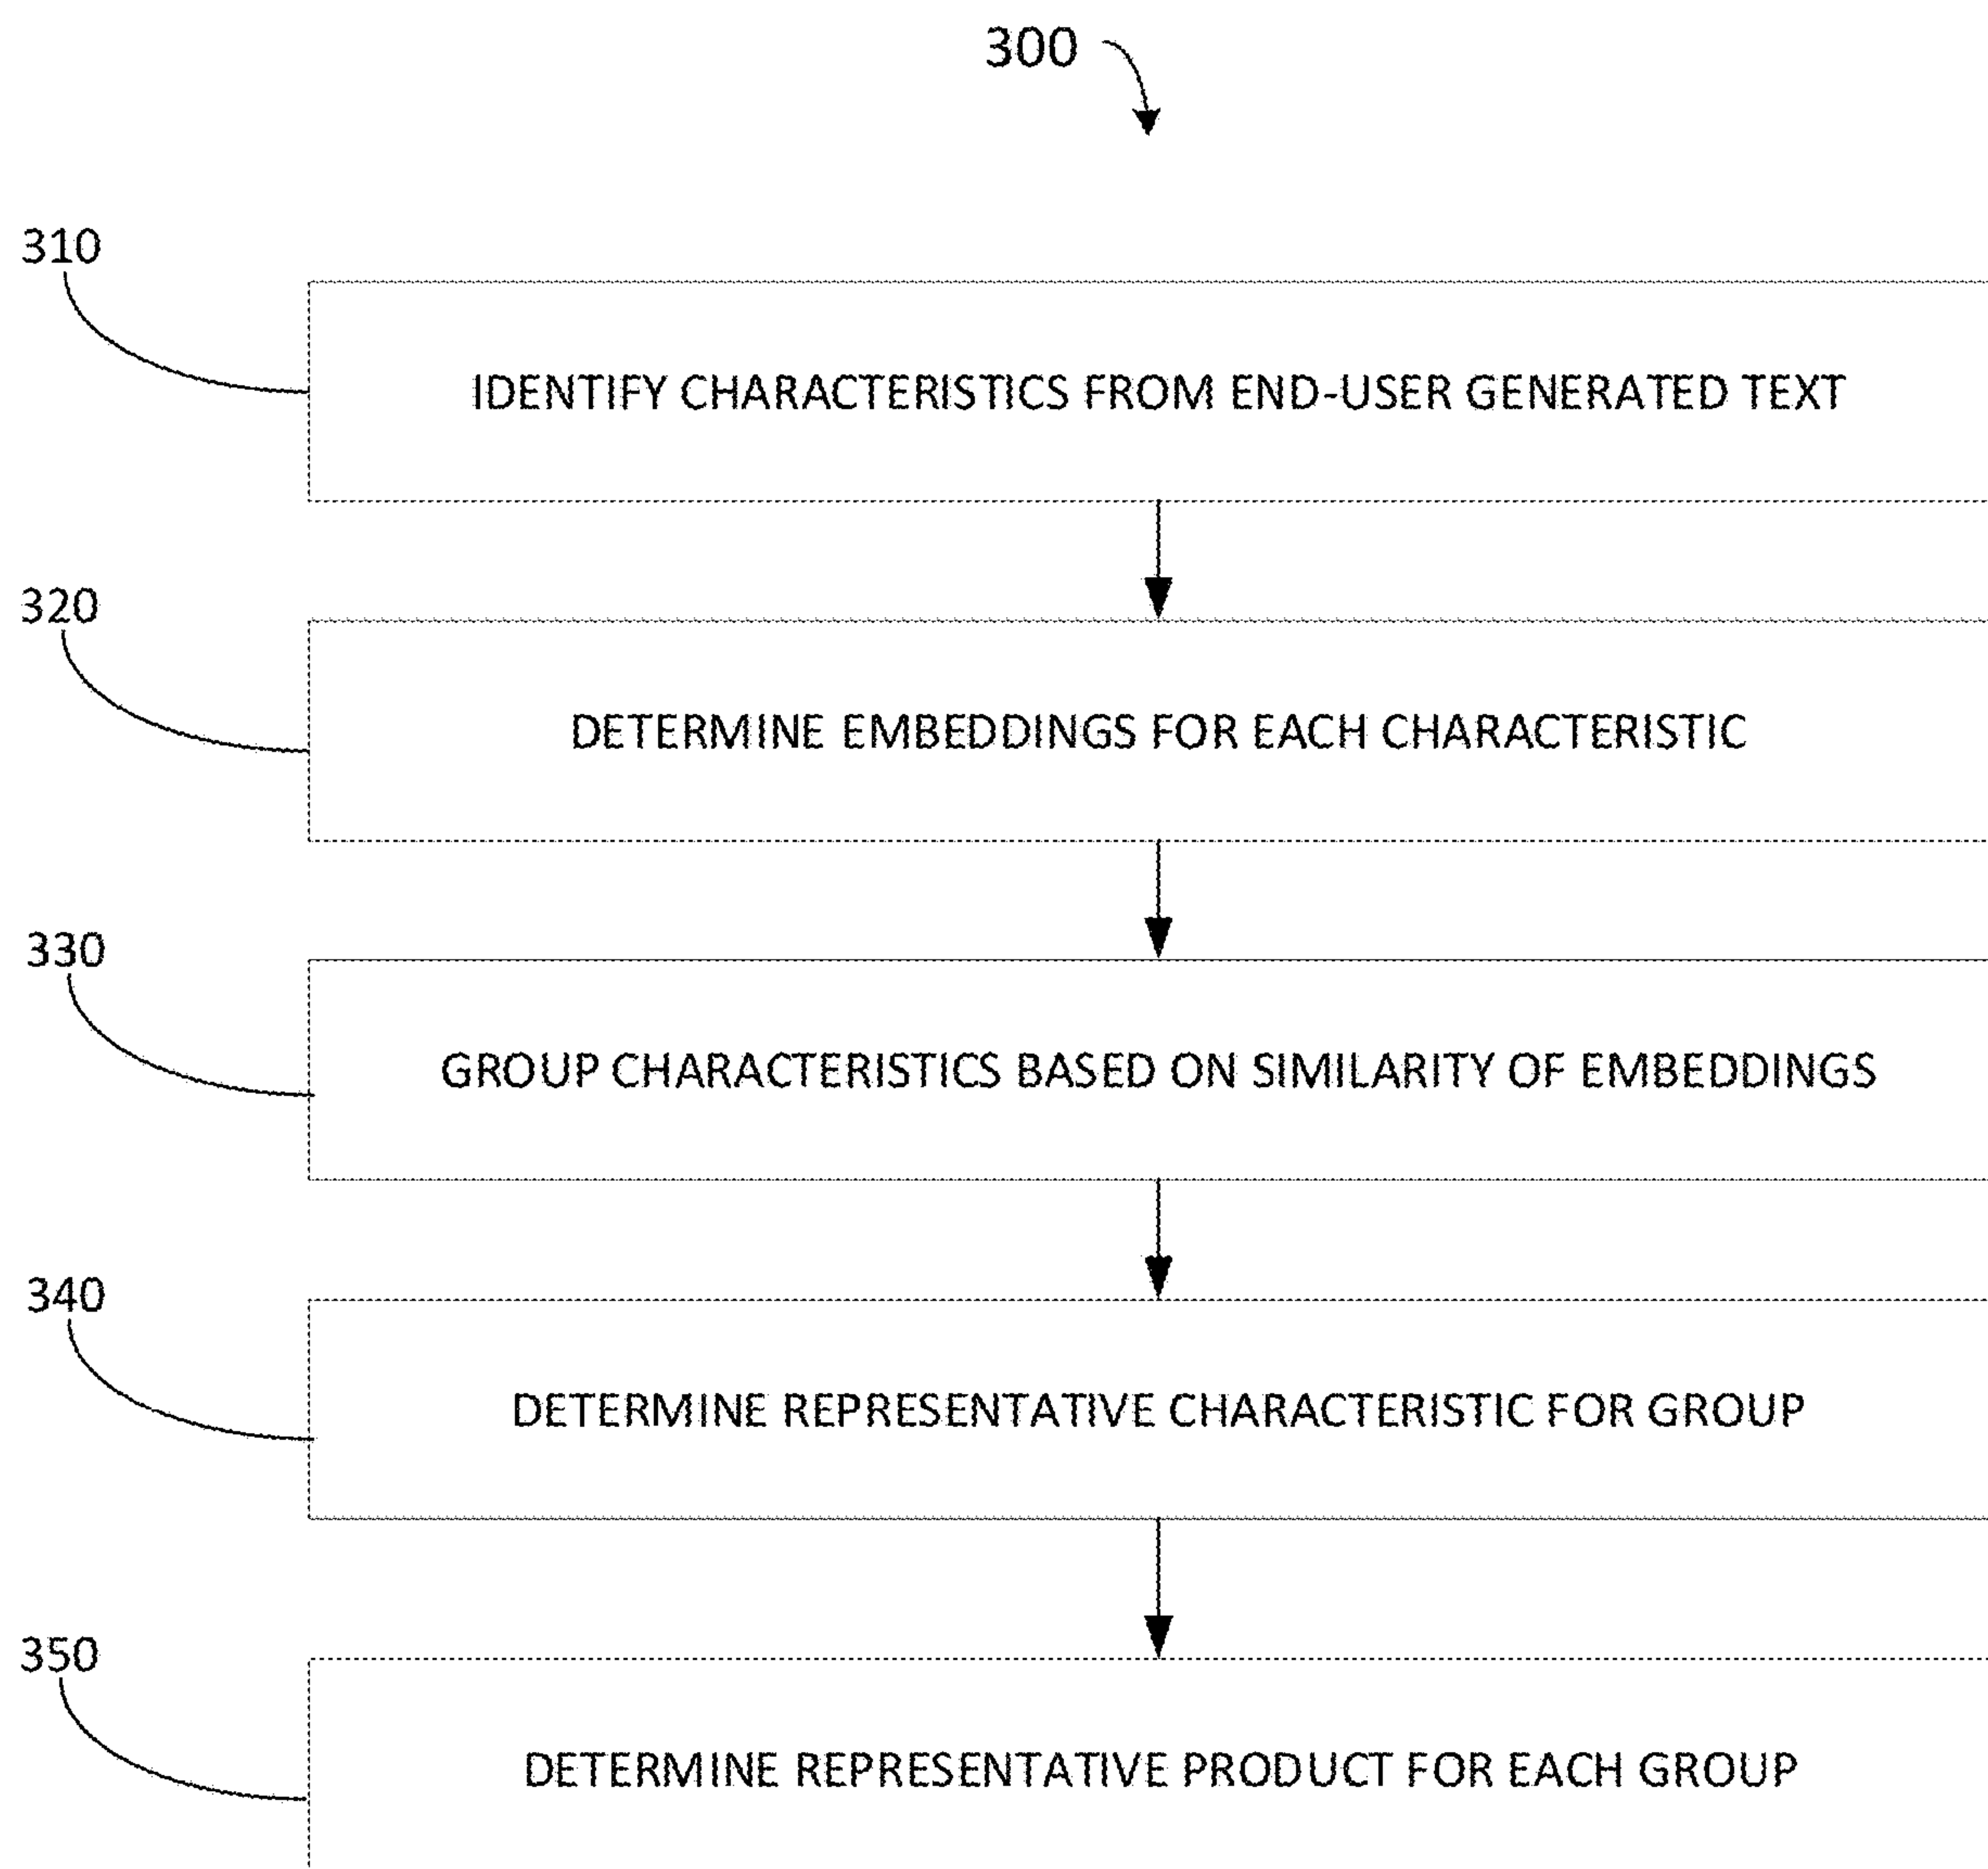 300
310
IDENTIFY CHARACTERISTICS FROM END-USER GENERATED TEXT
320
DETERMINE EMBEDDINGS FOR EACH CHARACTERISTIC
330
GROUP CHARACTERISTICS BASED ON SIMILARITY OF EMBEDDINGS
340
DETERMINE REPRESENTATIVE CHARACTERISTIC FOR GROUP
350
DETERMINE REPRESENTATIVE PRODUCT FOR EACH GROUP